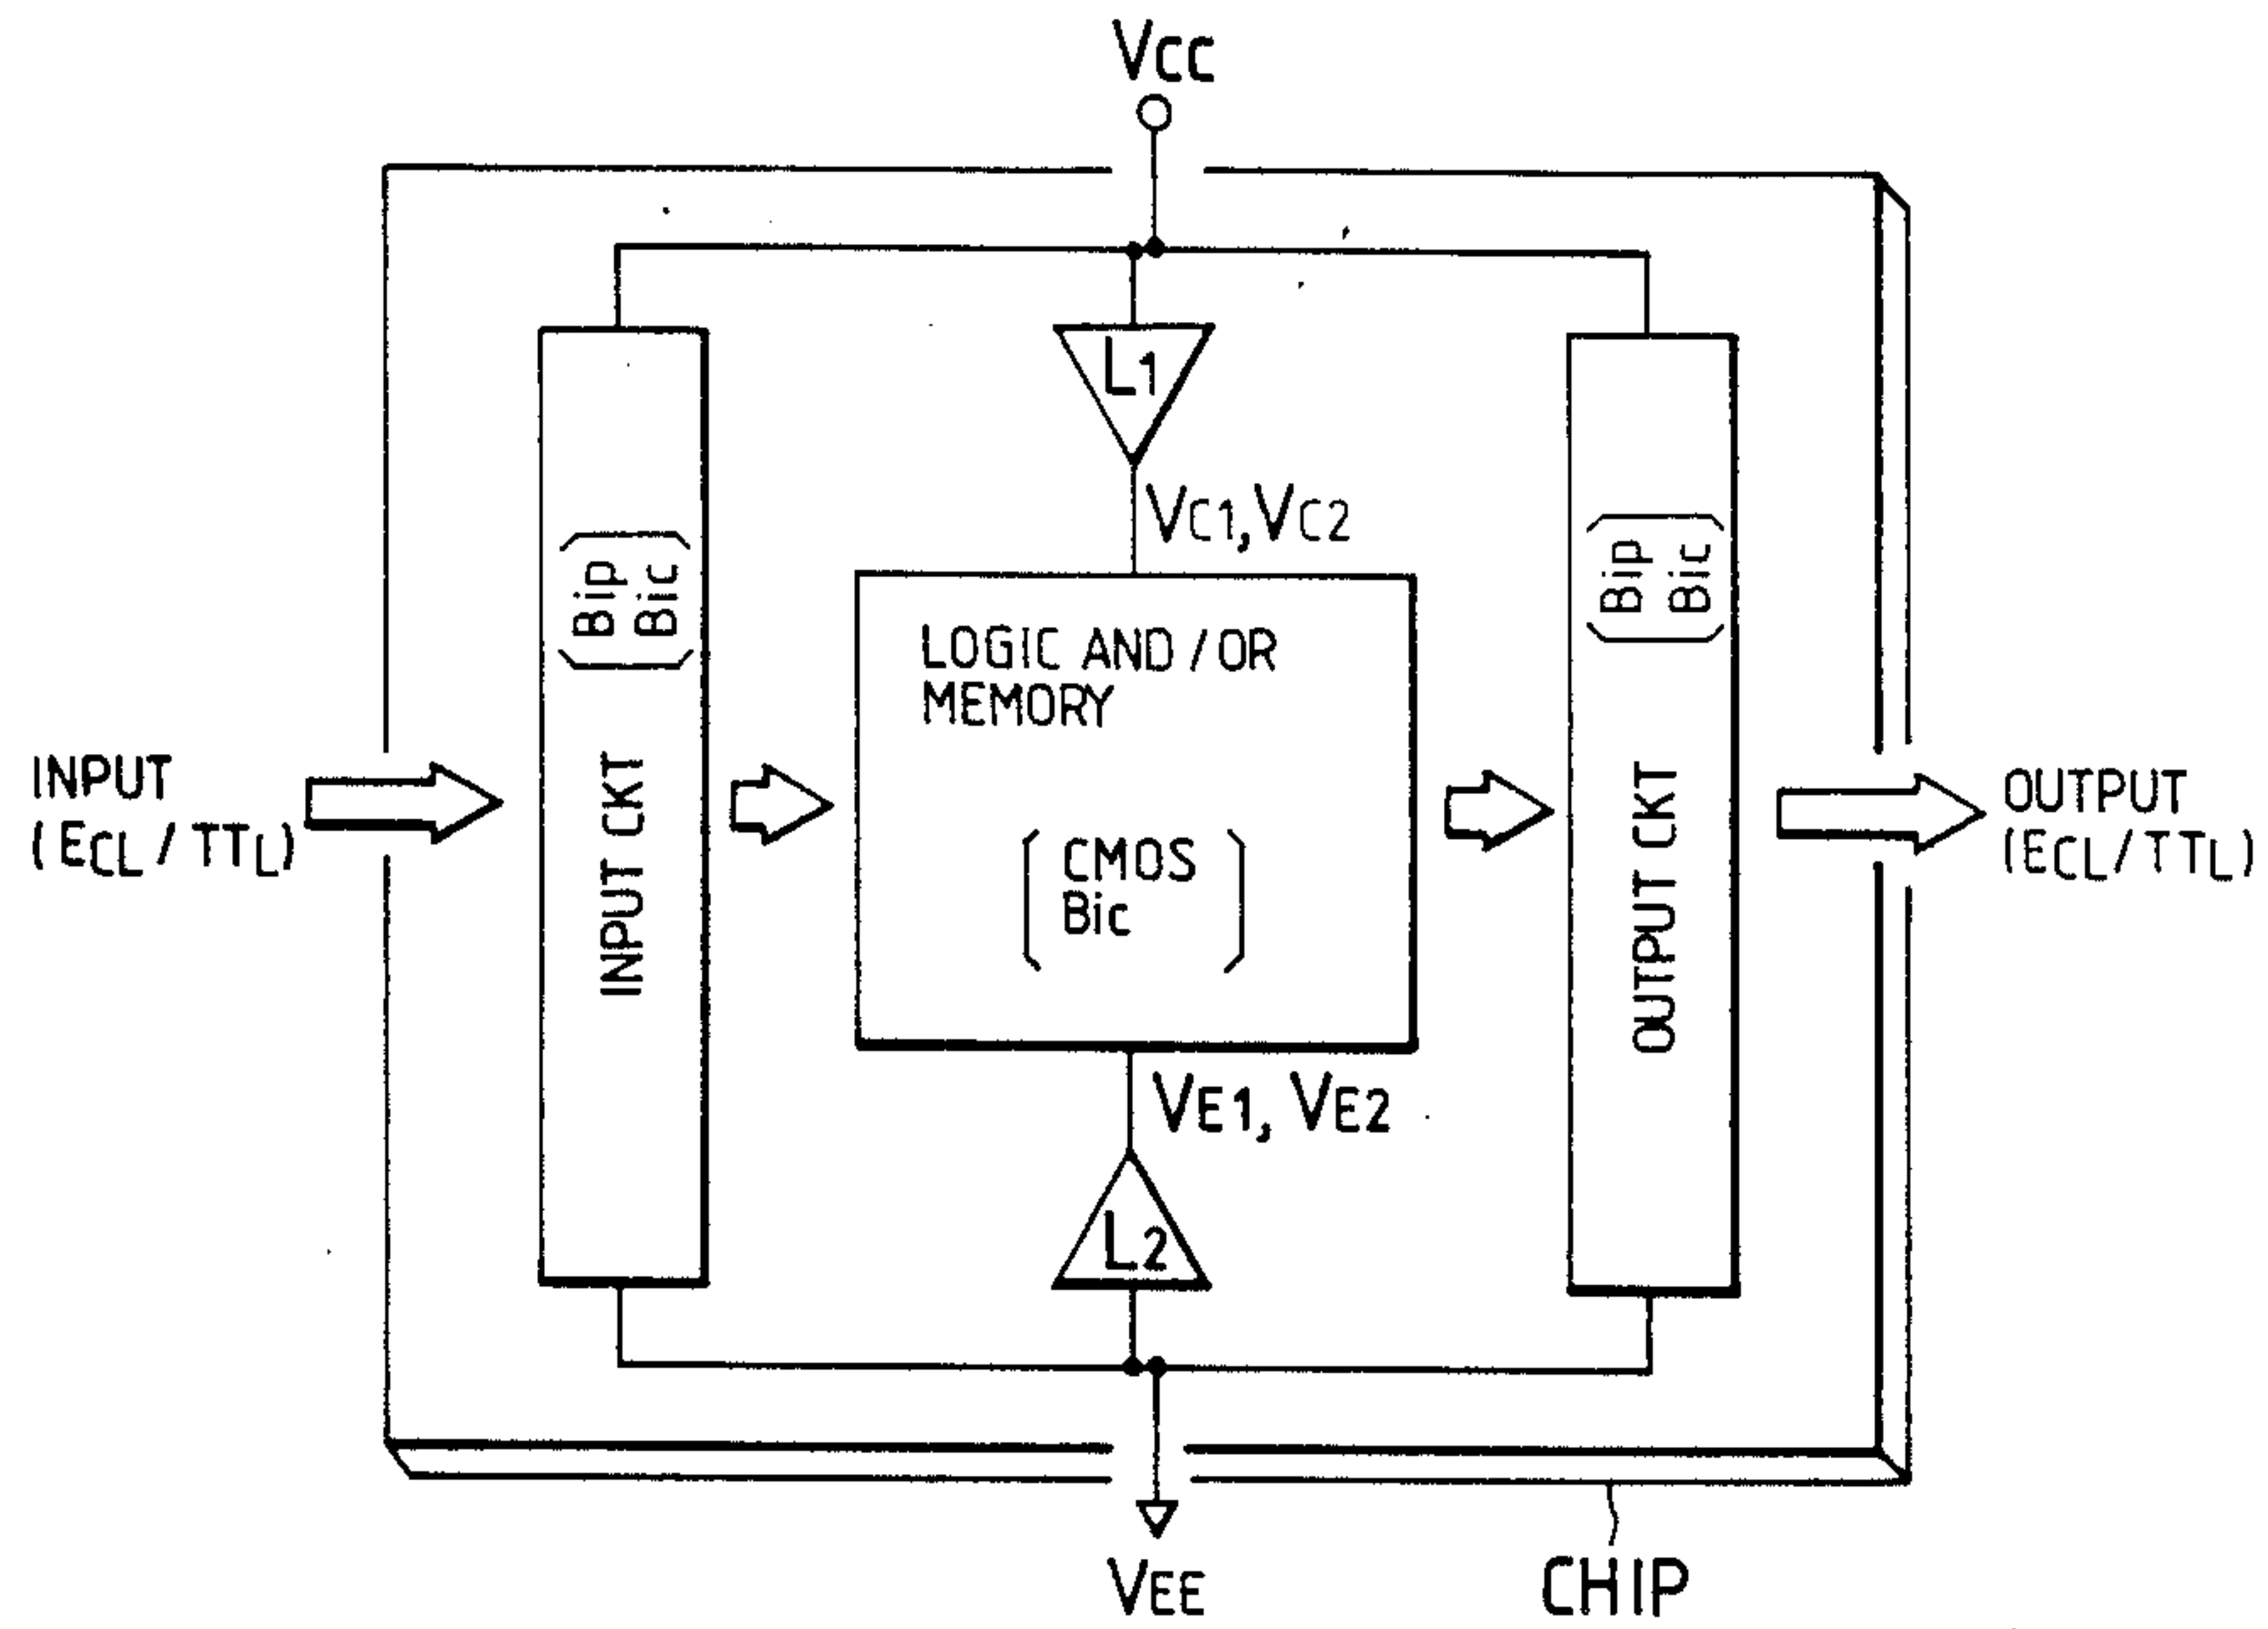 VCC
L1
VC1, VC2
Bip
Bic
INPUT CKT
LOGIC AND / OR
MEMORY
CMOS
Bic
Bip
Bic
OUTPUT CKT
INPUT
(ECL / TTL)
OUTPUT
(ECL / TTL)
VE1, VE2
L2
VEE
CHIP